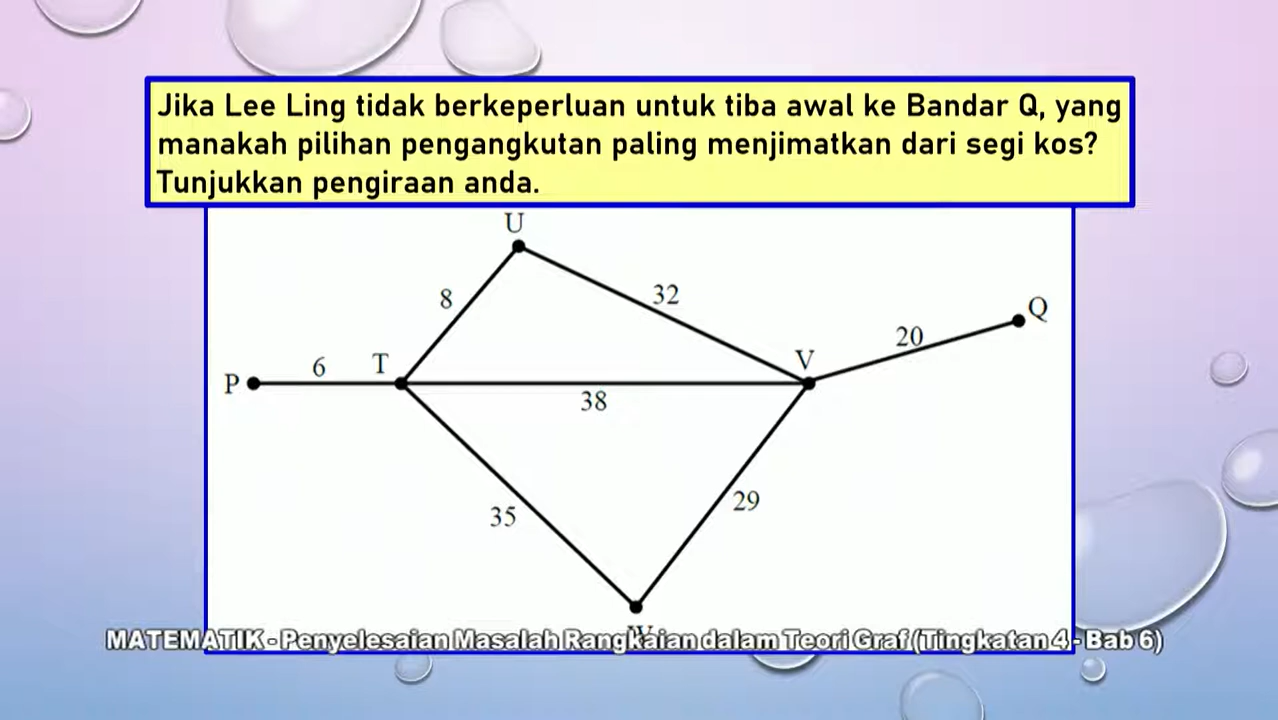 Jika Lee Ling tidak berkeperluan untuk tiba awal ke Bandar Q, yang
manakah pilihan pengangkutan paling menjimatkan dari segi kos?
Tunjukkan pengiraan anda.
U
8
32
Q
20
P
6
T
V
38
35
29
W
MATEMATIK - Penyelesaian Masalah Rangkaian dalam Teori Graf (Tingkatan 4 - Bab 6)